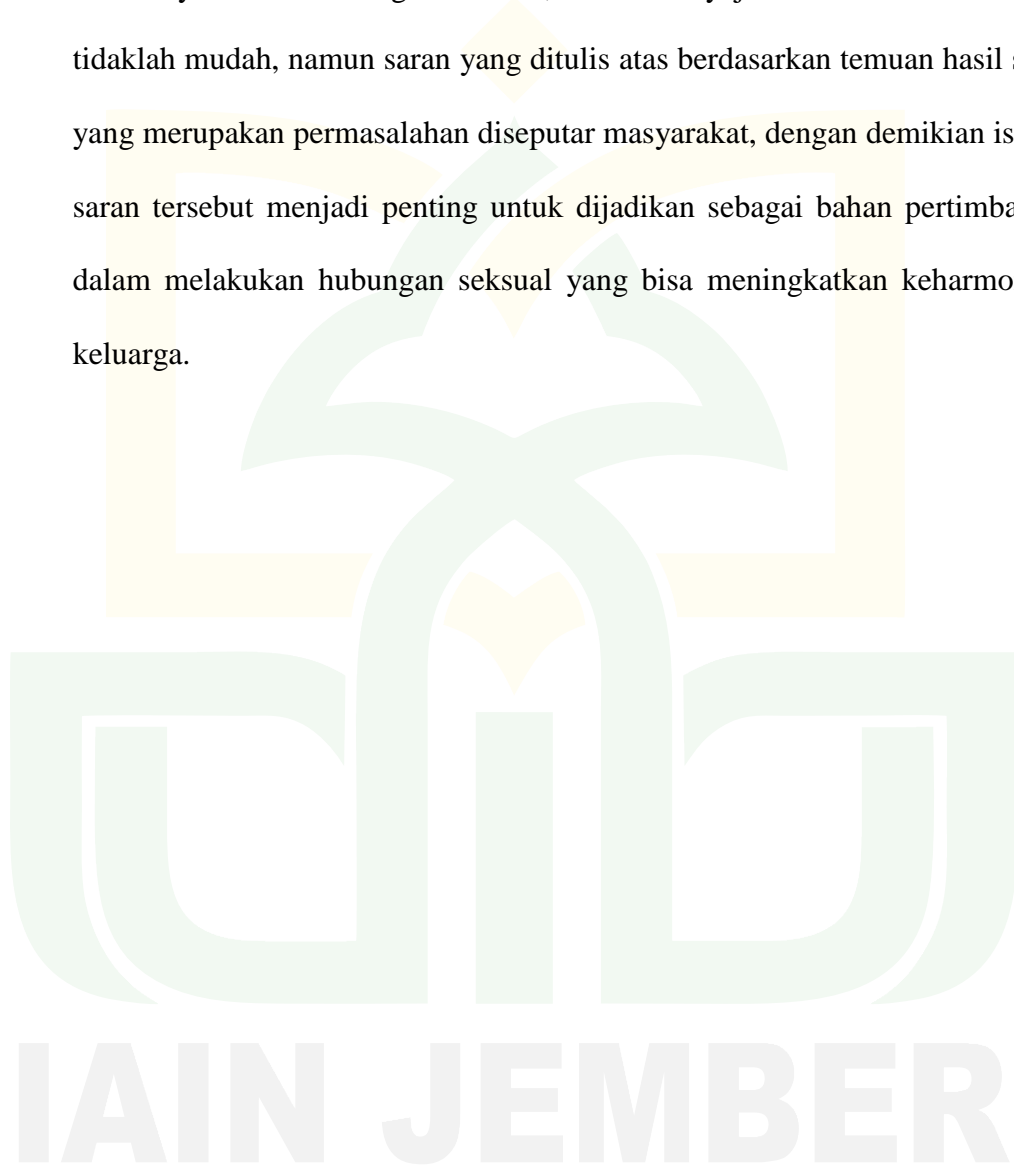 tidaklah mudah, namun saran yang ditulis atas berdasarkan temuan hasil
yang merupakan permasalahan diseputar masyarakat, dengan demikian
saran tersebut menjadi penting untuk dijadikan sebagai bahan
dalam melakukan hubungan seksual yang bisa meningkatkan
keluarga.
IAIN JEMBER